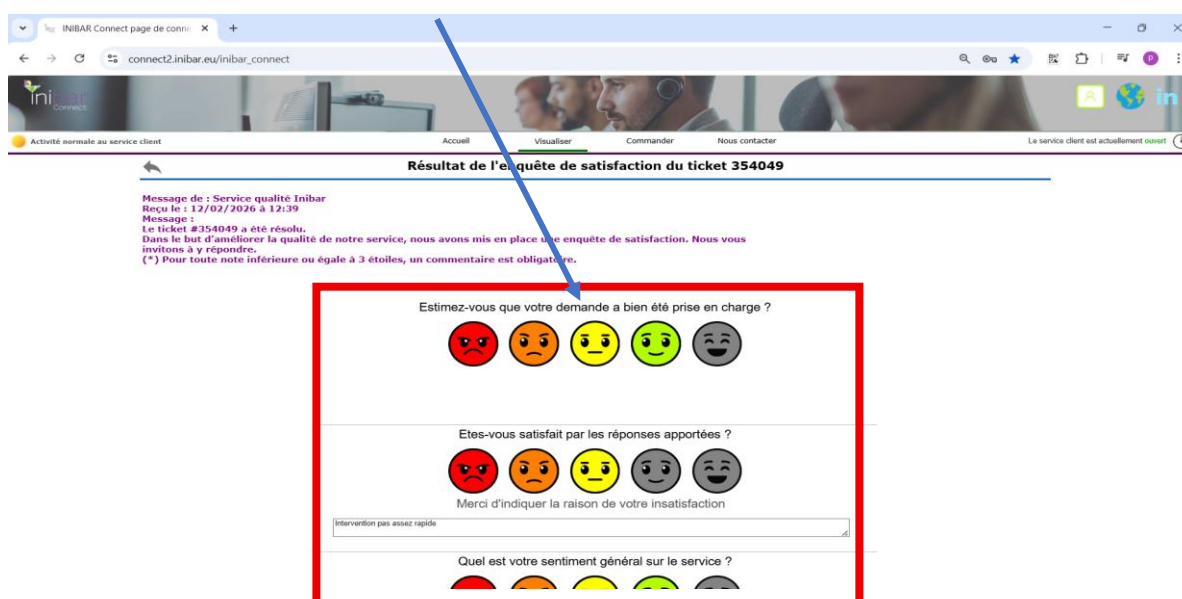 INIBAR Connect page de conne
connect2.inibar.eu/inibar_connect
P
inibar
Connect
in
Activité normale au service client
Accueil
Visualiser
Commander
Nous contacter
Le service client est actuellement ouvert
Résultat de l'enquête de satisfaction du ticket 354049
Message de : Service qualité Inibar
Reçu le : 12/02/2026 à 12:39
Message :
Le ticket #354049 a été résolu.
Dans le but d'améliorer la qualité de notre service, nous avons mis en place une enquête de satisfaction. Nous vous
invitons à y répondre.
(*) Pour toute note inférieure ou égale à 3 étoiles, un commentaire est obligatoire.
Estimez-vous que votre demande a bien été prise en charge ?
Etes-vous satisfait par les réponses apportées ?
Merci d'indiquer la raison de votre insatisfaction
Intervention pas assez rapide
Quel est votre sentiment général sur le service ?